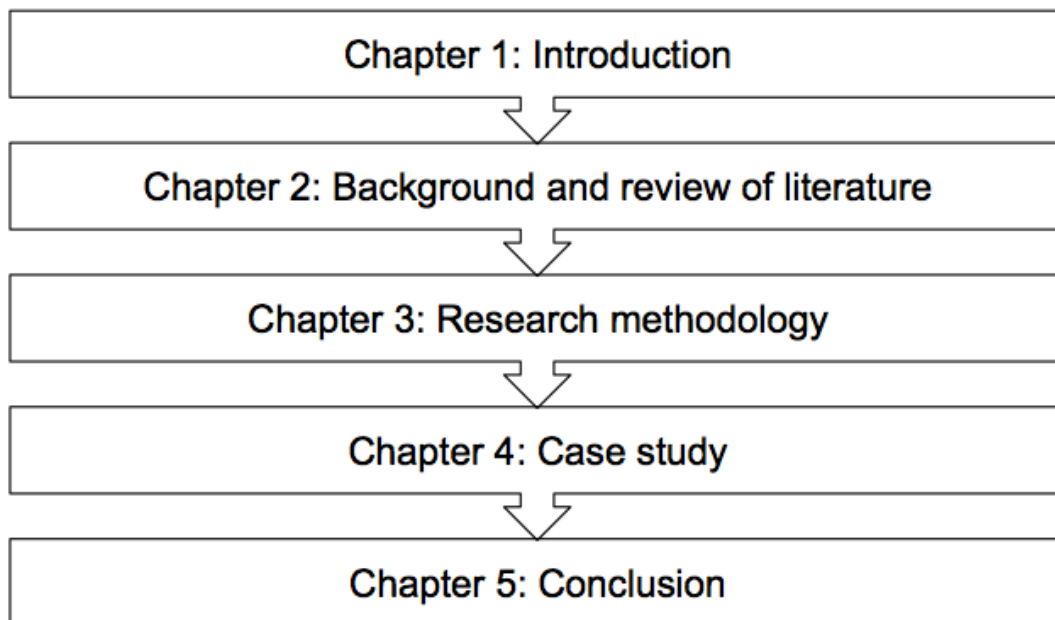 Chapter 1: Introduction
Chapter 2: Background and review of literature
Chapter 3: Research methodology
Chapter 4: Case study
Chapter 5: Conclusion